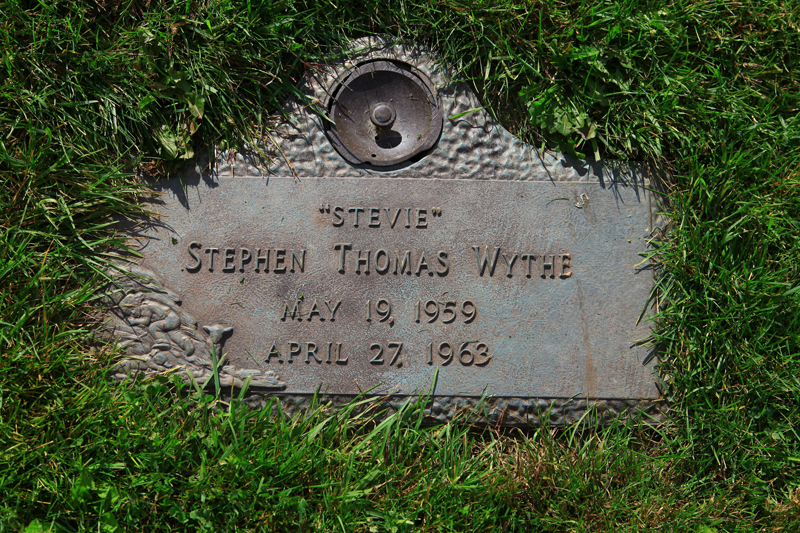 "STEVIE"
STEPHEN THOMAS WYTHE
MAY 19, 1959
APRIL 27, 1963